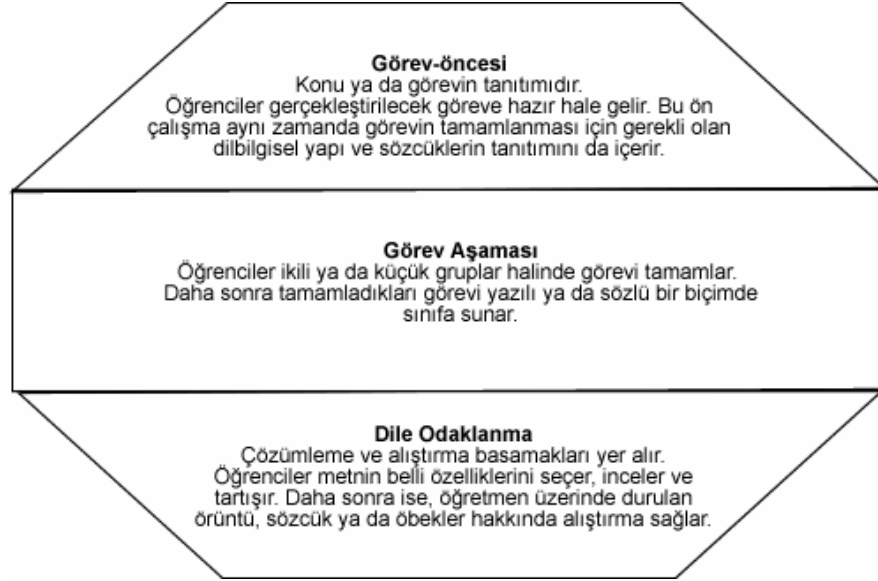 Görev-öncesi
Konu ya da görevin tanıtımıdır.
Öğrenciler gerçekleştirilecek göreve hazır hale gelir. Bu ön
çalışma aynı zamanda görevin tamamlanması için gerekli olan
dilbilgisel yapı ve sözcüklerin tanıtımını da içerir.
Görev Aşaması
Öğrenciler ikili ya da küçük gruplar halinde görevi tamamlar.
Daha sonra tamamladıkları görevi yazılı ya da sözlü bir biçimde
sınıfa sunar.
Dile Odaklanma
Çözümleme ve alıştırma basamakları yer alır.
Öğrenciler metnin belli özelliklerini seçer, inceler ve
tartışır. Daha sonra ise, öğretmen üzerinde durulan
örüntü, sözcük ya da öbekler hakkında alıştırma sağlar.